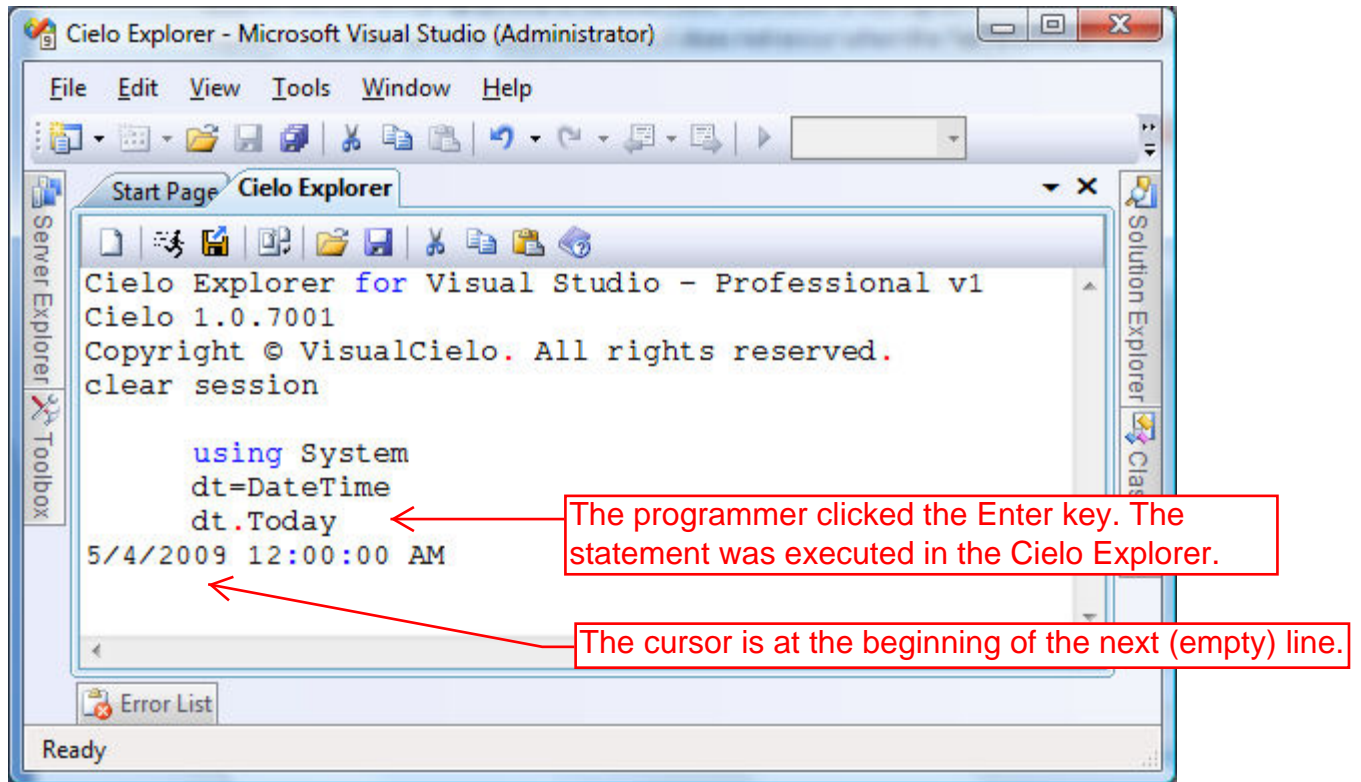 Cielo Explorer - Microsoft Visual Studio (Administrator)
File Edit View Tools Window Help
Start Page Cielo Explorer
Server Explorer
Toolbox
Solution Explorer
Clas
Cielo Explorer for Visual Studio - Professional v1
Cielo 1.0.7001
Copyright © VisualCielo. All rights reserved.
clear session
using System
dt=DateTime
dt.Today
5/4/2009 12:00:00 AM
The programmer clicked the Enter key. The
statement was executed in the Cielo Explorer.
The cursor is at the beginning of the next (empty) line.
Error List
Ready